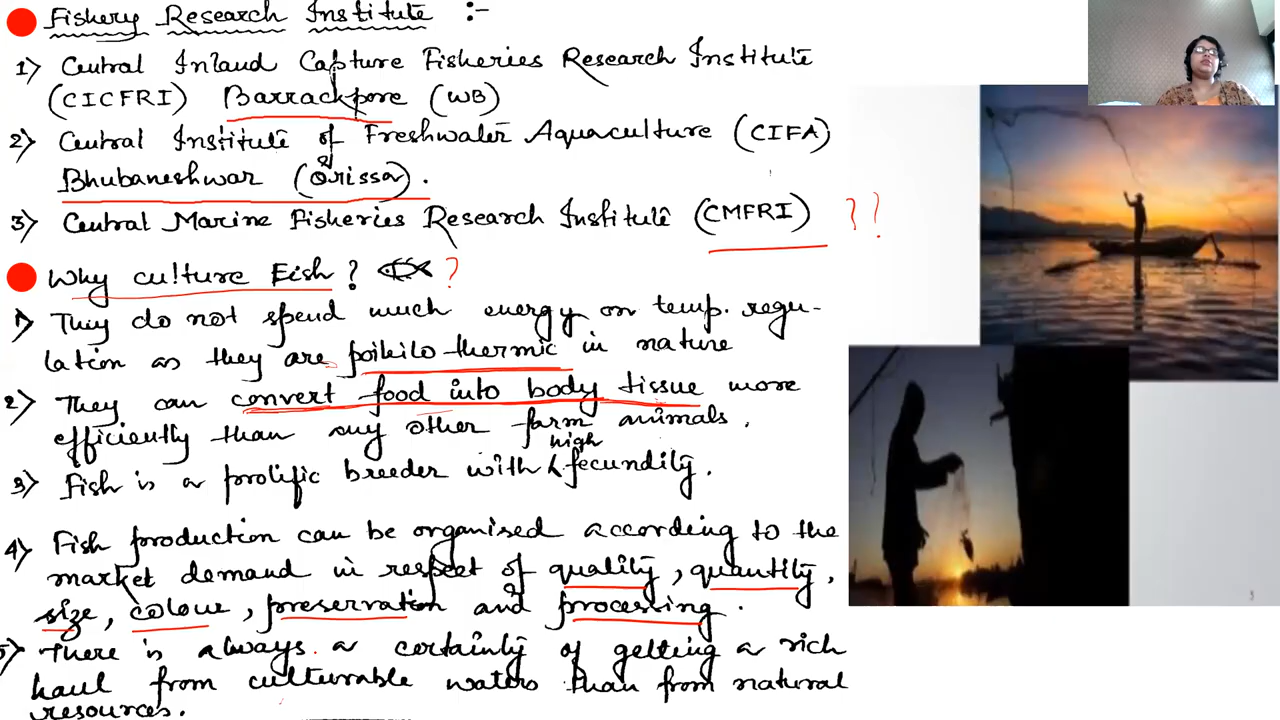 Fishery Research Institute :-
1) Central Inland Capture Fisheries Research Institute
(CICFRI) Barrackpore (WB)
2) Central Institute of Freshwater Aquaculture (CIFA)
Bhubaneshwar (Orissa).
3) Central Marine Fisheries Research Institute (CMFRI) ??
Why culture Fish? ?
1) They do not spend much energy on temp. regu-
lation as they are poikilo thermic in nature
2) They can convert food into body tissue more
efficiently than any other farm animals.
3) Fish is a prolific breeder with high fecundity.
4) Fish production can be organised according to the
market demand in respect of quality, quantity,
size, colour, preservation and processing.
5) There is always a certainty of getting a rich
haul from culturable waters than from natural
resources.